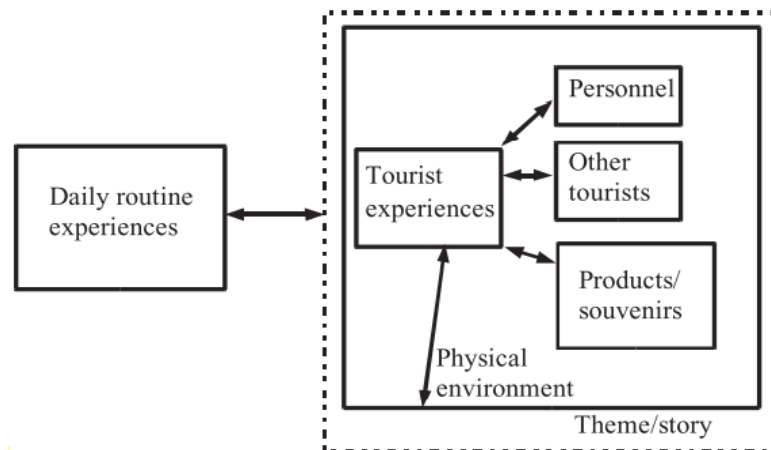 Daily routine
experiences
Tourist
experiences
Personnel
Other
tourists
Products/
souvenirs
Physical
environment
Theme/story